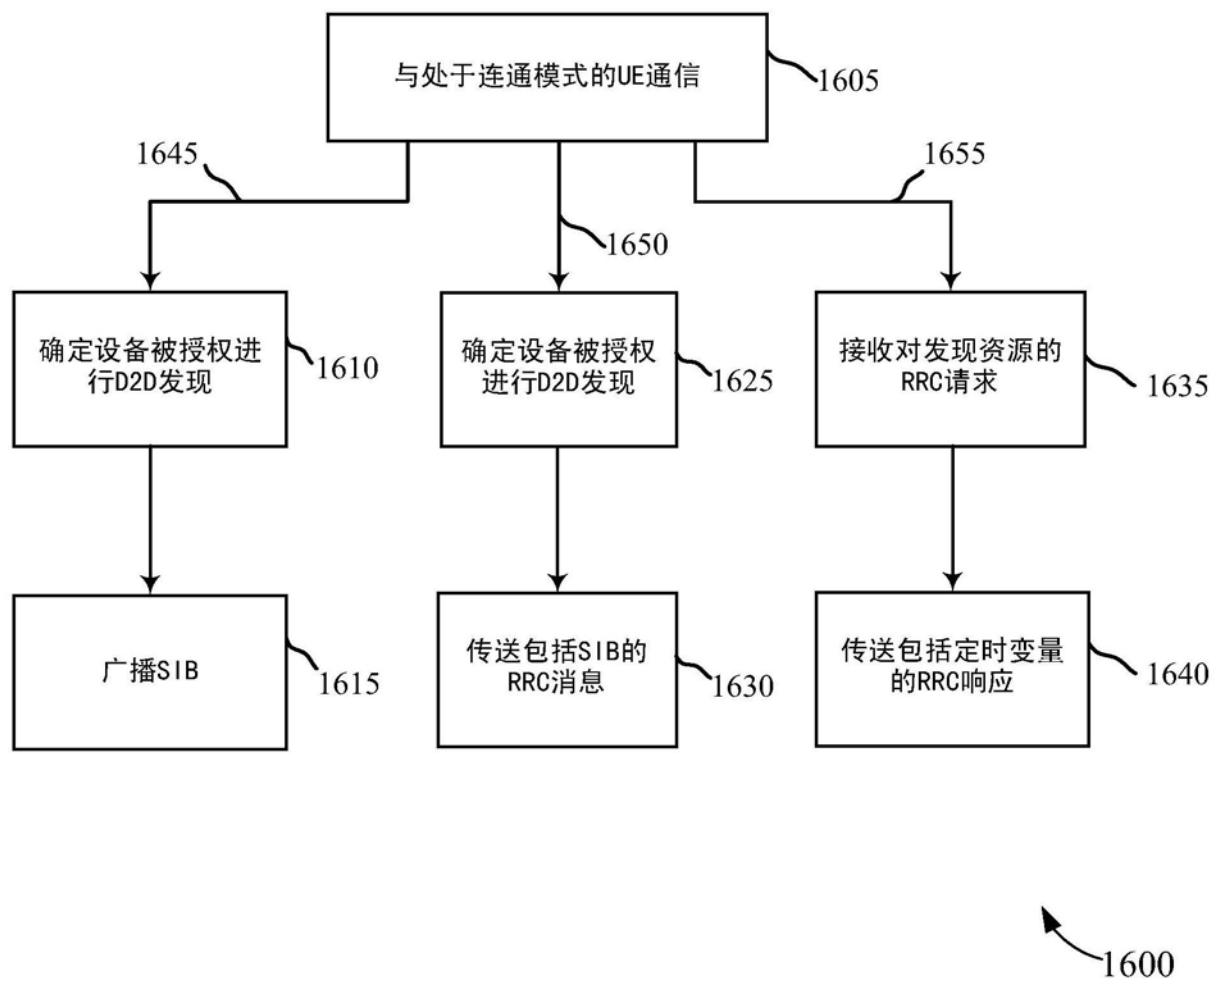 与处于连通模式的UE通信
1605
1645
1655
1650
确定设备被授权进
行D2D发现
1610
确定设备被授权
进行D2D发现
1625
接收对发现资源的
RRC请求
1635
广播SIB
1615
传送包括SIB的
RRC消息
1630
传送包括定时变量
的RRC响应
1640
1600